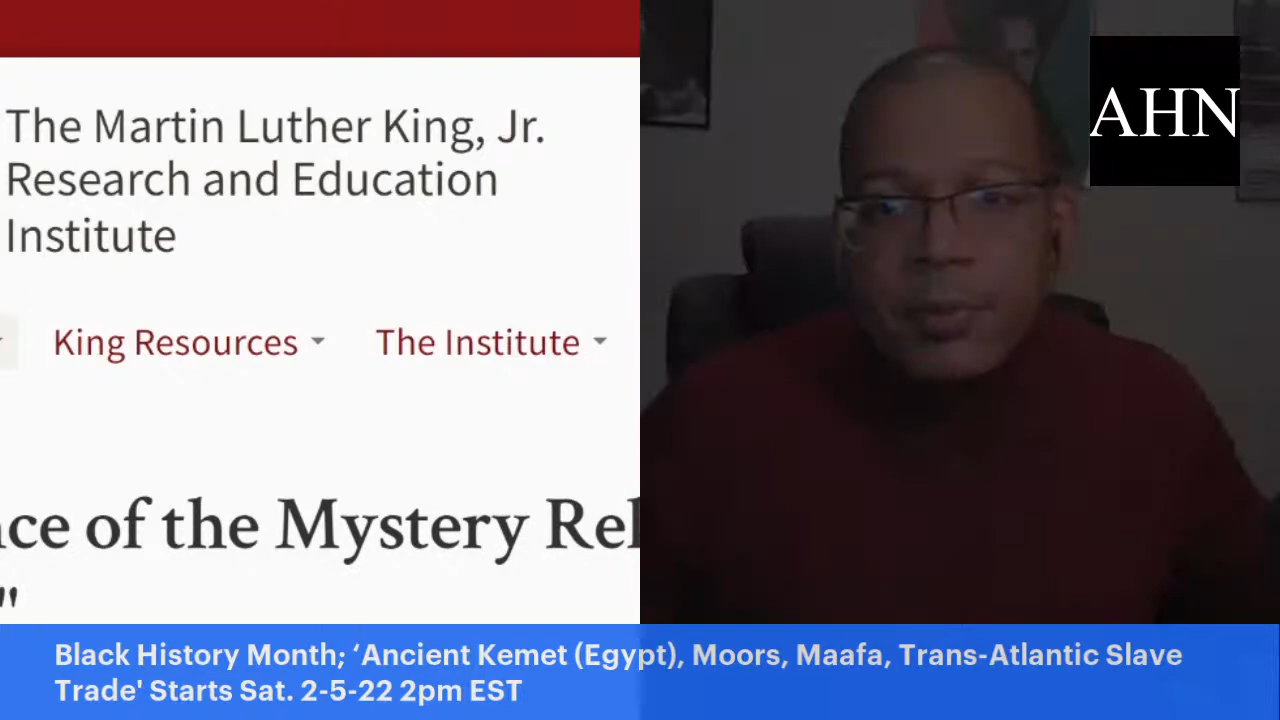 The Martin Luther King, Jr.
Research and Education
Institute
King Resources
The Institute
nce of the Mystery Rel
"
AHN
Black History Month; ‘Ancient Kemet (Egypt), Moors, Maafa, Trans-Atlantic Slave
Trade' Starts Sat. 2-5-22 2pm EST